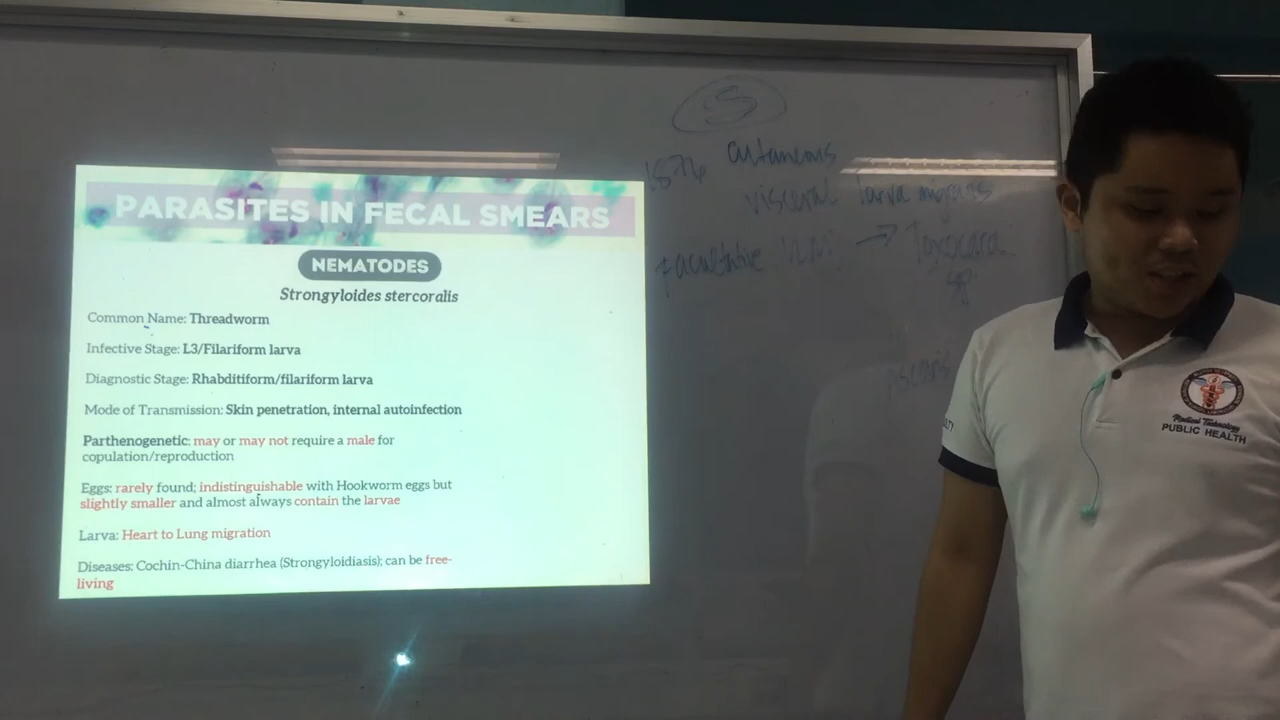 PARASITES IN FECAL SMEARS
NEMATODES
Strongyloides stercoralis
Common Name: Threadworm
Infective Stage: L3/Filariform larva
Diagnostic Stage: Rhabditiform/filariform larva
Mode of Transmission: Skin penetration, internal autoinfection
Parthenogenetic: may or may not require a male for
copulation/reproduction
Eggs: rarely found; indistinguishable with Hookworm eggs but
slightly smaller and almost always contain the larvae
Larva: Heart to Lung migration
Diseases: Cochin-China diarrhea (Strongyloidiasis); can be free-
living
S
1876 cutaneous
visceral larva migrans
facultative → Toxocara
sp.
Medical Technology
PUBLIC HEALTH